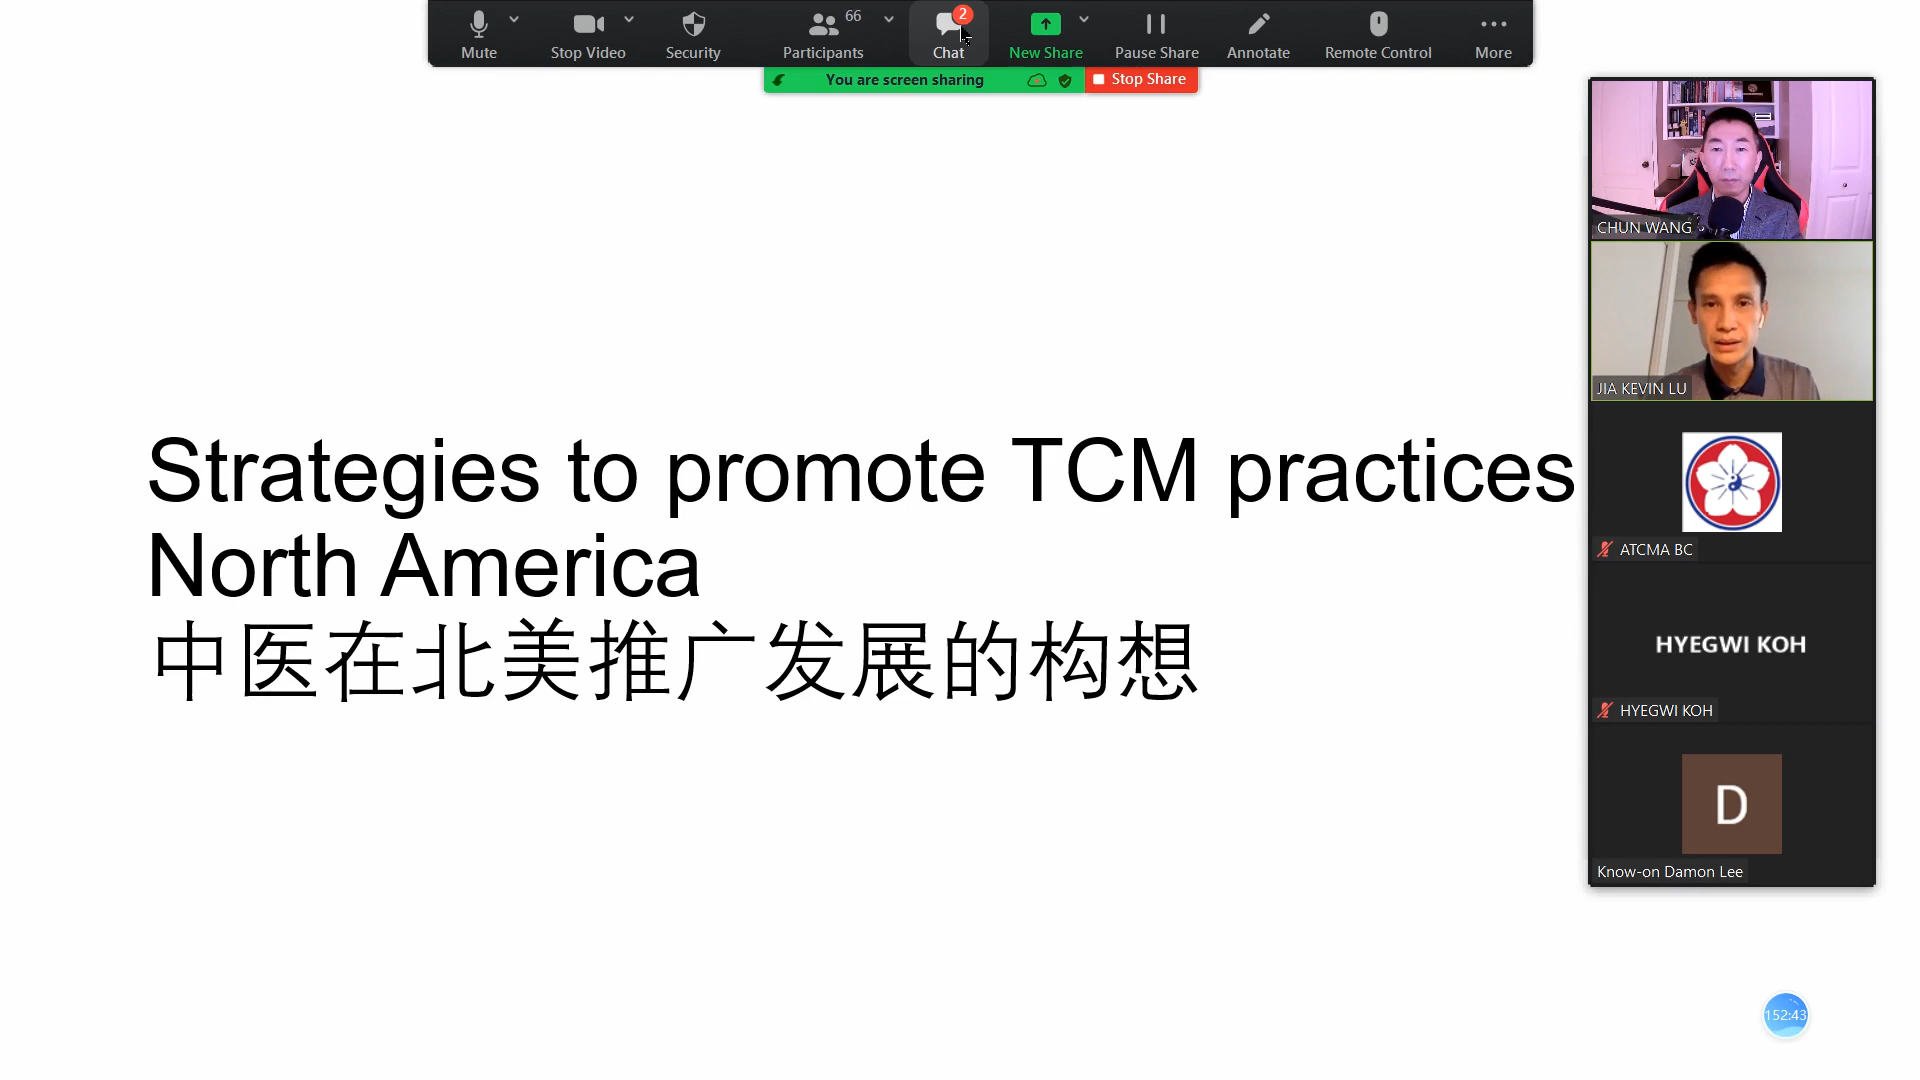 66
2
Mute
Stop Video
Security
Participants
Chat
New Share
Pause Share
Annotate
Remote Control
More
You are screen sharing
Stop Share
CHUN WANG
JIA KEVIN LU
ATCMA BC
HYEGWI KOH
HYEGWI KOH
D
Know-on Damon Lee
Strategies to promote TCM practices
North America
中医在北美推广发展的构想
152:43